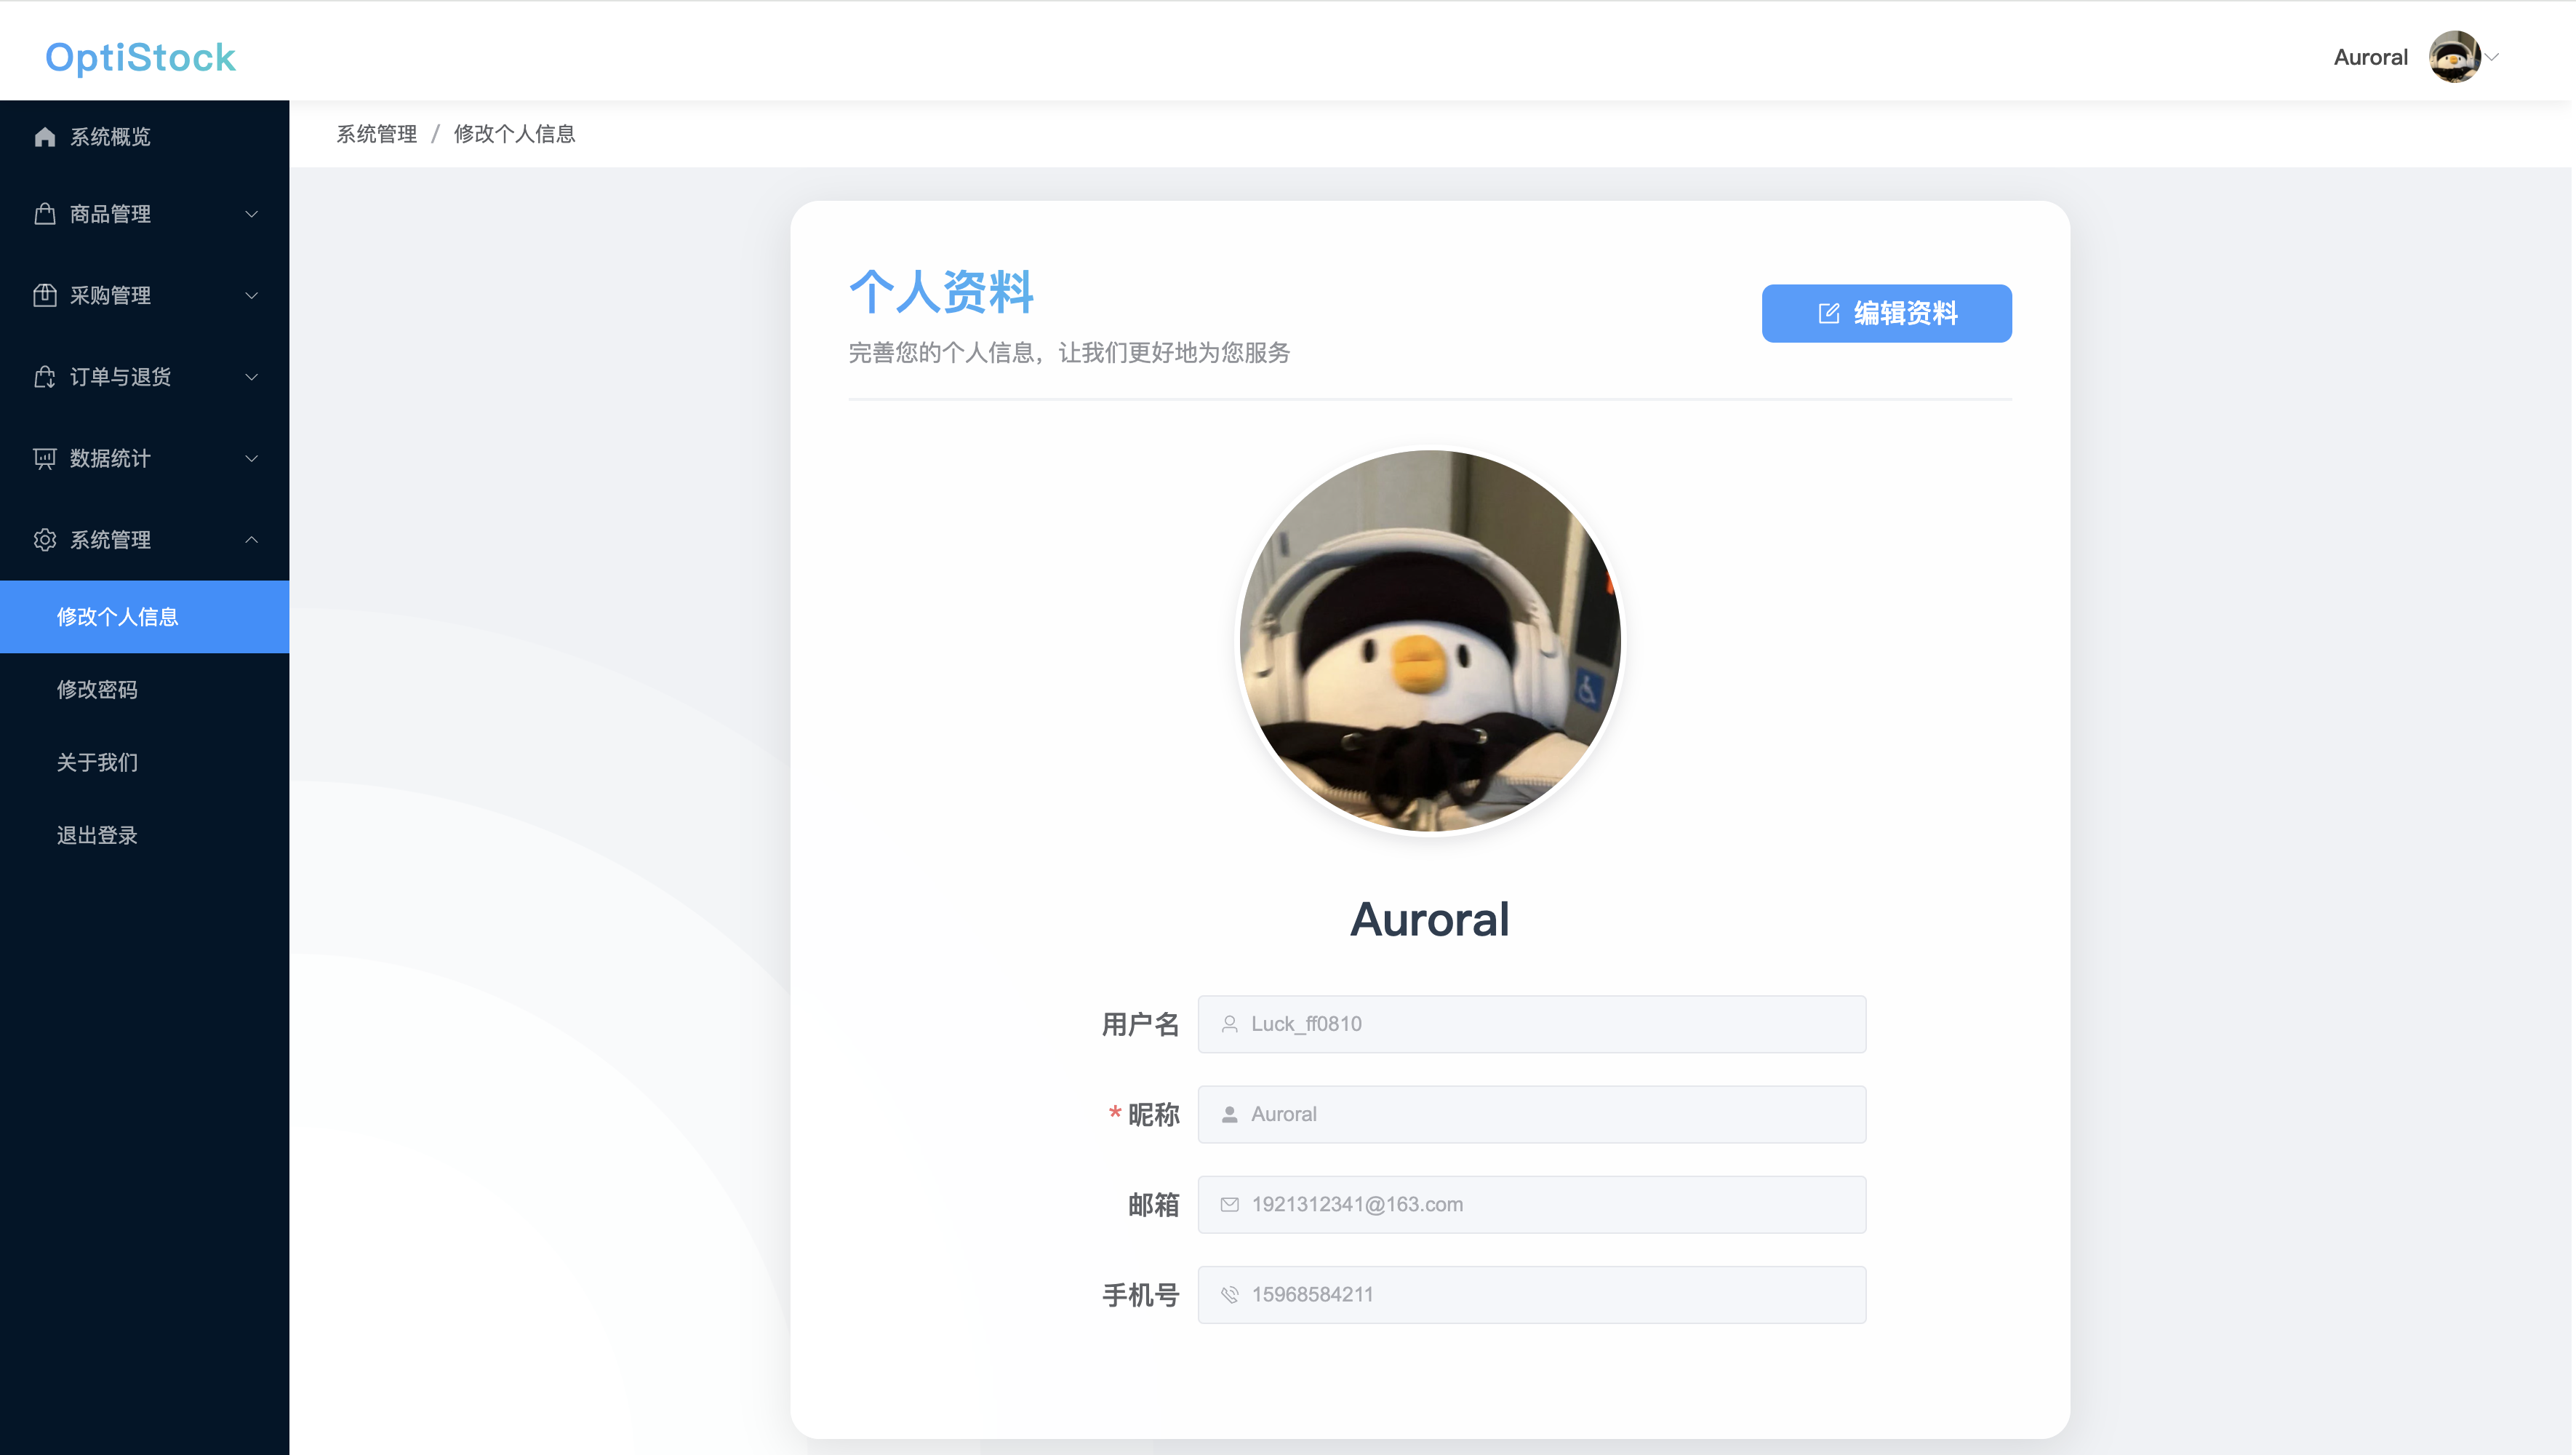 OptiStock
Auroral
系统概览
商品管理
采购管理
订单与退货
数据统计
系统管理
修改个人信息
修改密码
关于我们
退出登录
系统管理 / 修改个人信息
个人资料
完善您的个人信息，让我们更好地为您服务
编辑资料
Auroral
用户名 Luck_ff0810
* 昵称 Auroral
邮箱 1921312341@163.com
手机号 15968584211